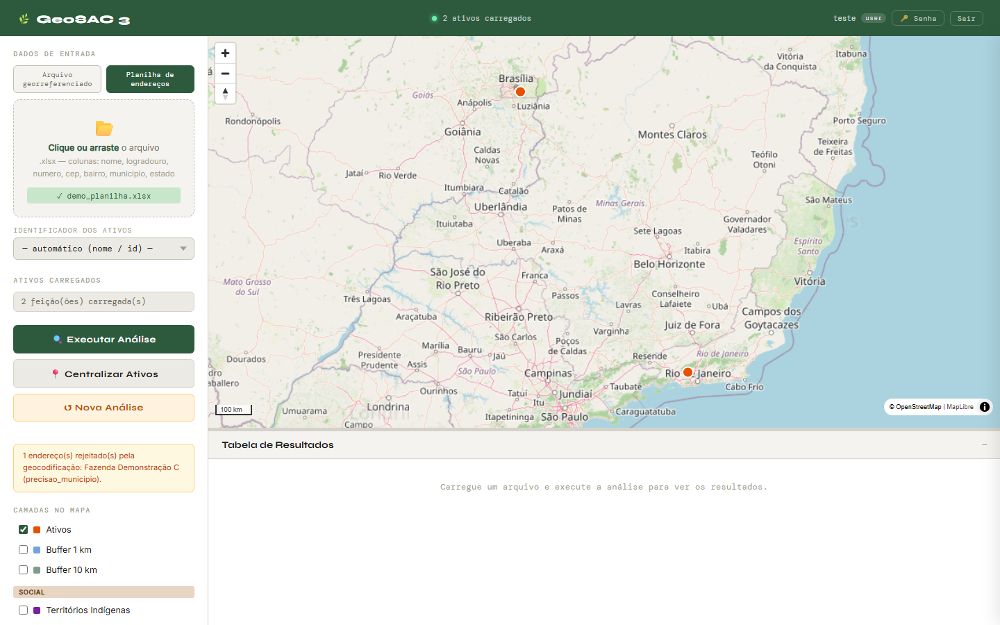 GeoSAC 3
2 ativos carregados
teste
user
Senha
Sair
DADOS DE ENTRADA
Arquivo
georreferenciado
Planilha de
endereços
Clique ou arraste o arquivo
.xlsx — colunas: nome, logradouro,
numero, cep, bairro, municipio, estado
✓ demo_planilha.xlsx
IDENTIFICADOR DOS ATIVOS
— automático (nome / id) —
ATIVOS CARREGADOS
2 feição(ões) carregada(s)
Executar Análise
Centralizar Ativos
↺ Nova Análise
1 endereço(s) rejeitado(s) pela
geocodificação: Fazenda Demonstração C
(precisao_municipio).
CAMADAS NO MAPA
Ativos
Buffer 1 km
Buffer 10 km
SOCIAL
Territórios Indígenas
Vitória
da Conquista
Itabuna
Brasília
Goiás
Anápolis
Luziânia
Rondonópolis
Goiânia
Montes Claros
Porto Seguro
Teixeira
de Freitas
Caldas
Novas
Teófilo
Otoni
Jataí
Rio Verde
Itumbiara
Catalão
Uberlândia
Patos de
Minas
Minas Gerais
São Mateus
Ituiutaba
Sete Lagoas
Governador
Valadares
Uberaba
Araxá
Itabira
Espírito
Santo
Belo Horizonte
São José do
Rio Preto
Franca
Mato Grosso
do Sul
Vitória
Três Lagoas
Passos
Conselheiro
Lafaiete
Lavras
Ubá
Campos dos
Goytacazes
Araçatuba
Ribeirão Preto
Juiz de Fora
Varginha
São Carlos
Poços
de Caldas
Marília
Bauru
Jaú
Resende
Rio de Janeiro
Presidente
Prudente
Assis
Dourados
São Paulo
Campinas
Rio de Janeiro
Cabo Frio
Taubaté
Ourinhos
Tatuí
Jundiaí
Itu
Londrina
Umuarama
Itapetininga
São Paulo
Caraguatatuba
Campo
100 km
© OpenStreetMap | MapLibre
Tabela de Resultados
Carregue um arquivo e execute a análise para ver os resultados.